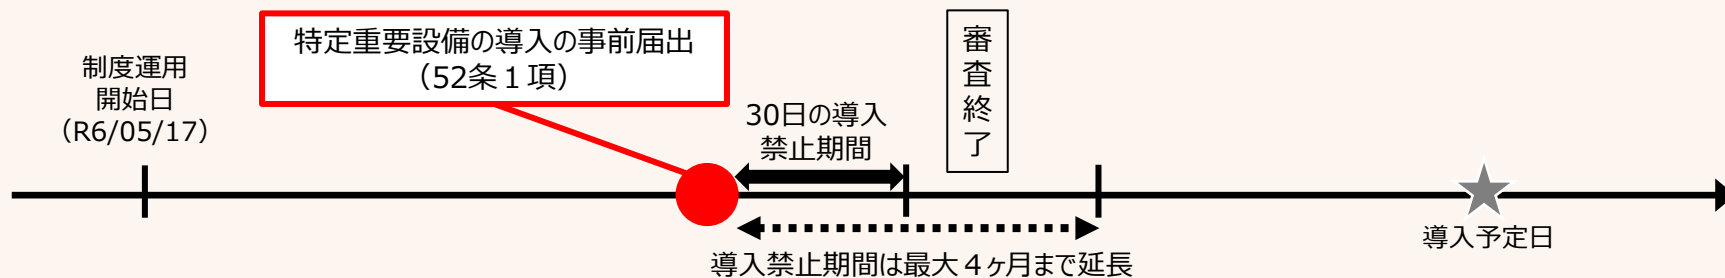 制度運用
開始日
（R6/05/17）
特定重要設備の導入の事前届出
（52条１項）
30日の導入
禁止期間
審査終了
導入禁止期間は最大４ヶ月まで延長
導入予定日